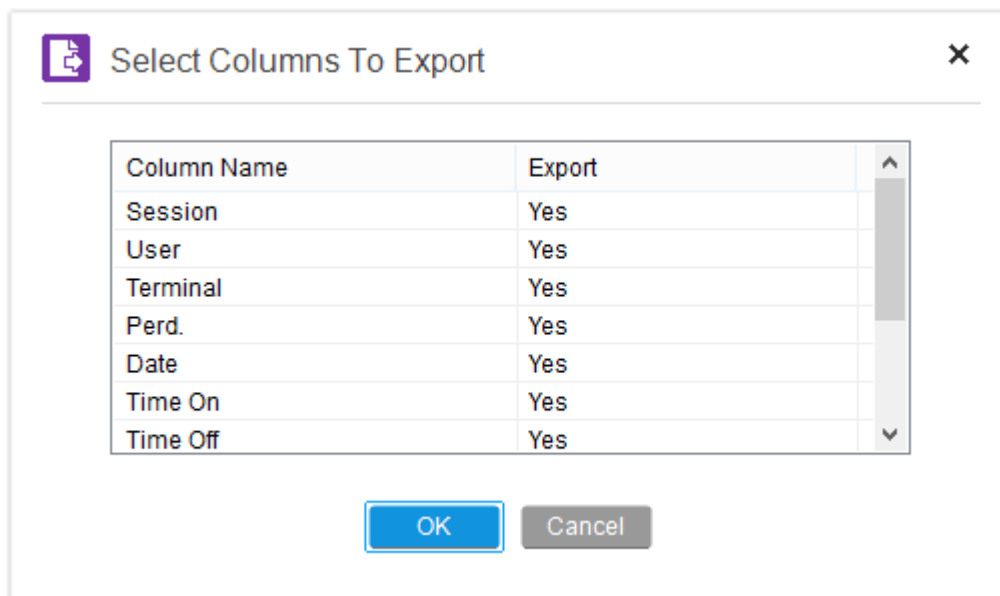 Select Columns To Export
Column Name Export
Session Yes
User Yes
Terminal Yes
Perd. Yes
Date Yes
Time On Yes
Time Off Yes
OK Cancel